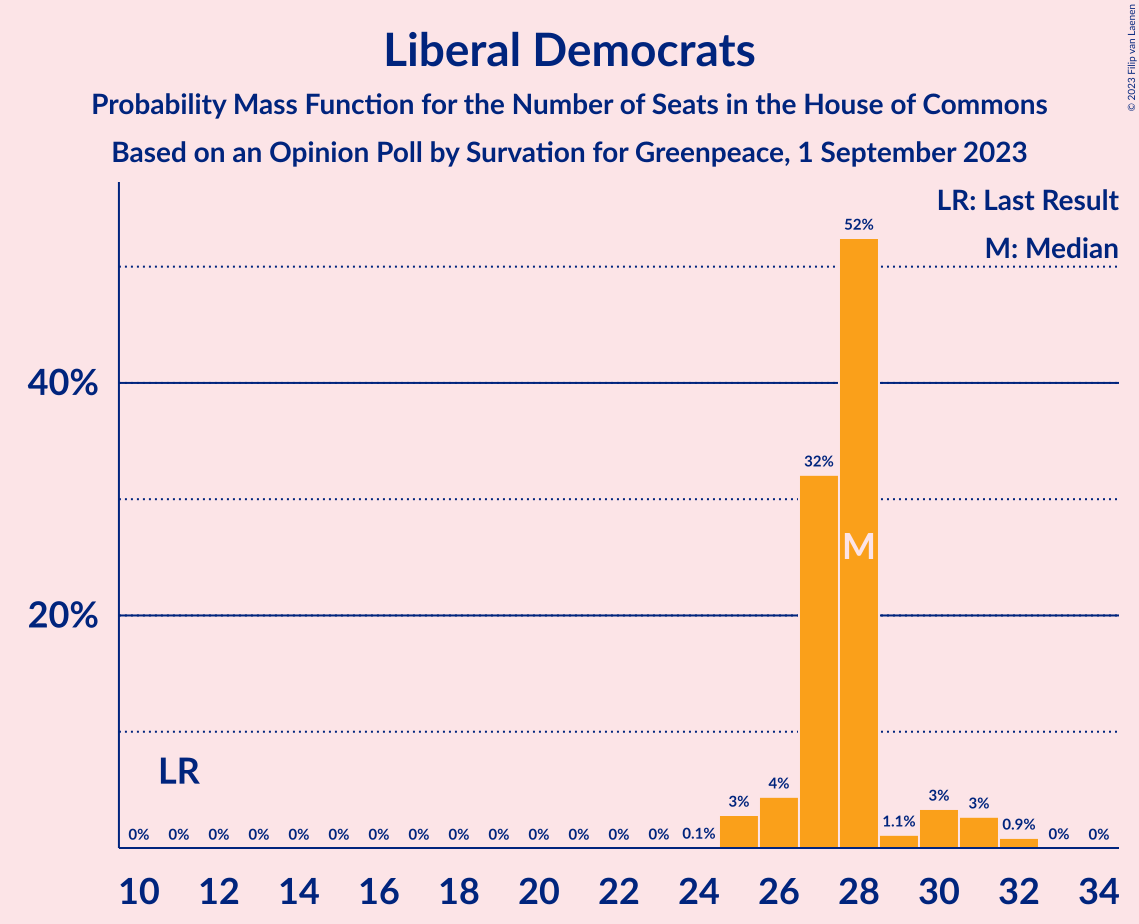 Liberal Democrats
Probability Mass Function for the Number of Seats in the House of Commons
Based on an Opinion Poll by Survation for Greenpeace, 1 September 2023
© 2023 Filip van Laenen
LR: Last Result
M: Median
52%
40%
32%
M
20%
LR
0% 0% 0% 0% 0% 0% 0% 0% 0% 0% 0% 0% 0% 0% 0.1% 3% 4% 1.1% 3% 3% 0.9% 0% 0%
10 12 14 16 18 20 22 24 26 28 30 32 34